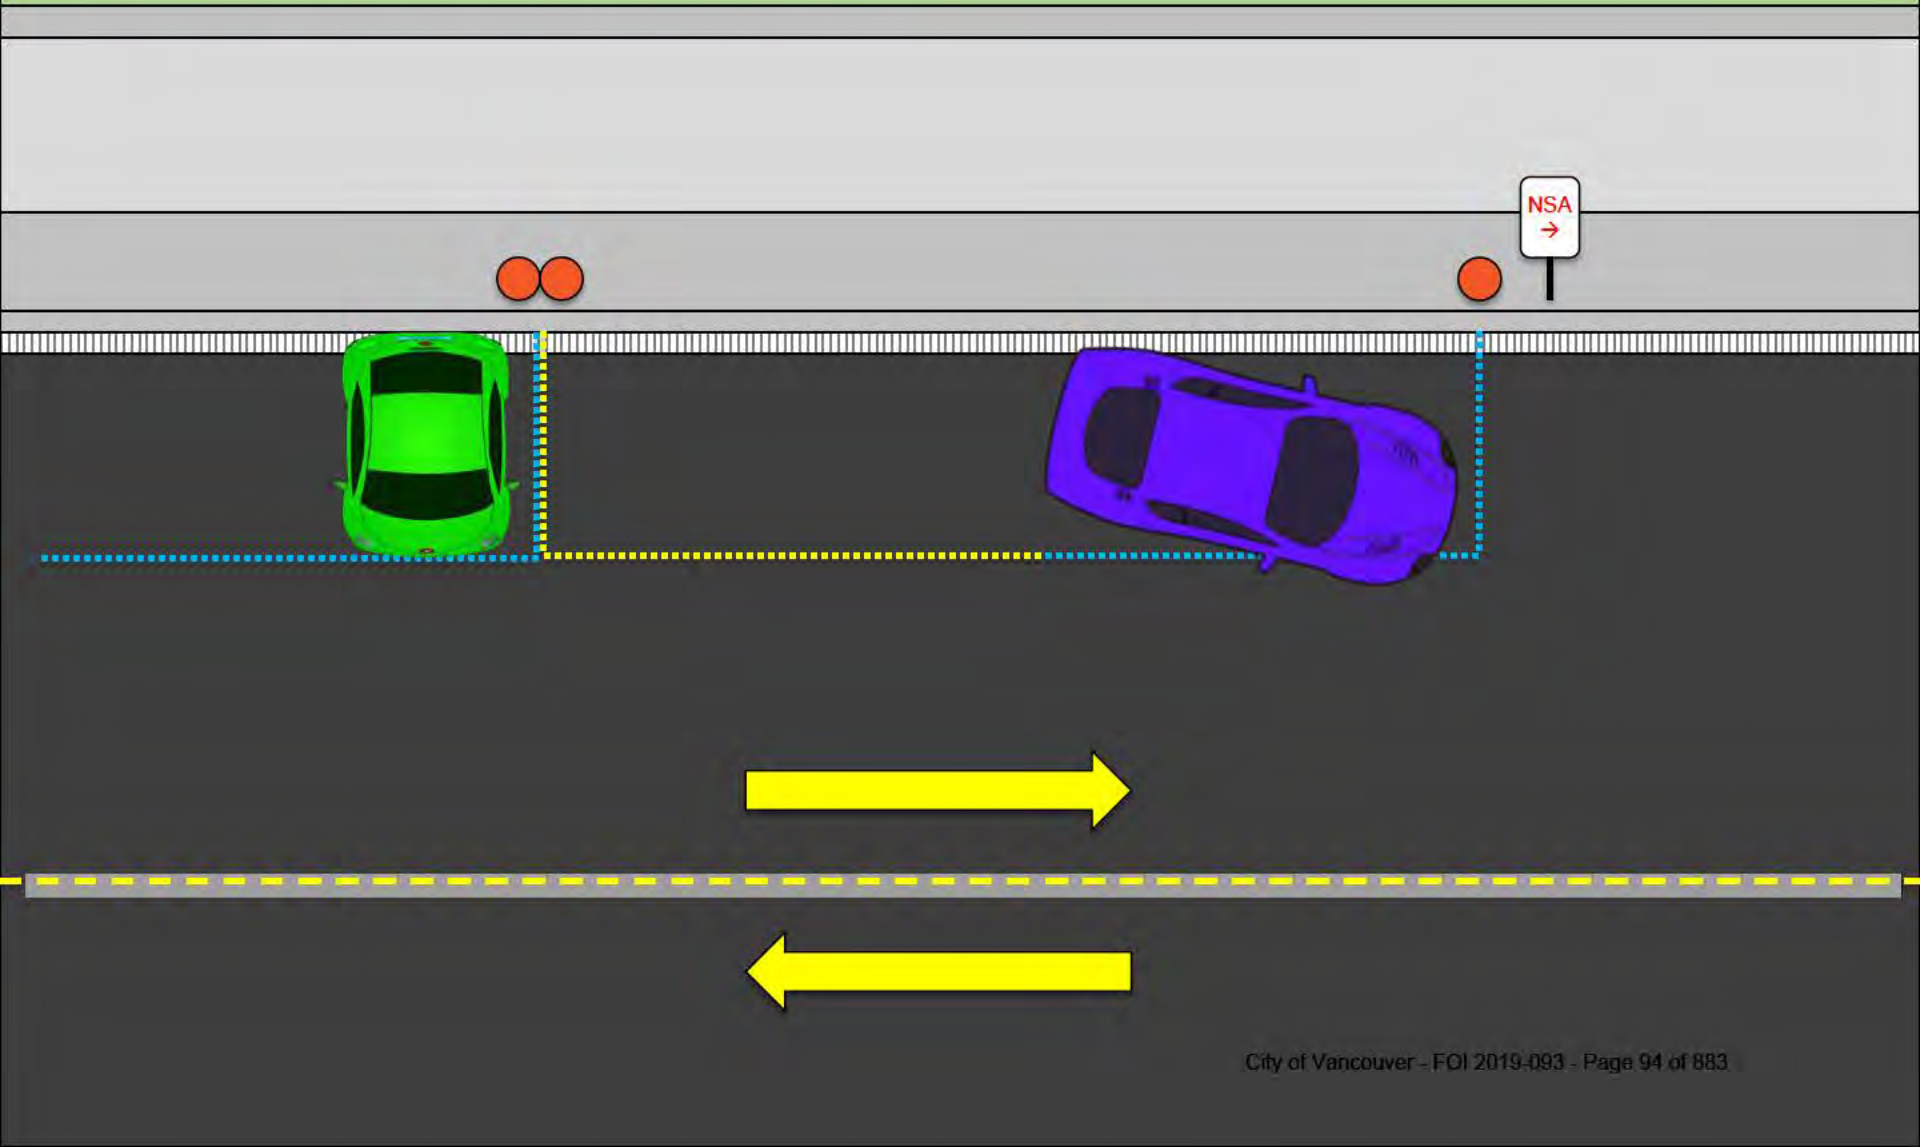 NSA
→
City of Vancouver - FOI 2019-093 - Page 94 of 883